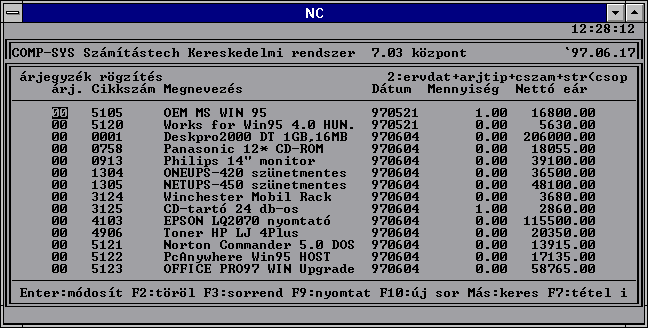 NC
12:28:12
COMP-SYS Számítástech Kereskedelmi rendszer 7.03 központ `97.06.17
árjegyzék rögzítés 2:ervdat+arjtip+cszam+str(csop
árj. Cikkszám Megnevezés Dátum Mennyiség Nettó eár
00 5105 OEM MS WIN 95 970521 1.00 16800.00
00 5120 Works for Win95 4.0 HUN. 970521 0.00 5630.00
00 0001 Deskpro2000 DT 1GB,16MB 970604 0.00 206000.00
00 0758 Panasonic 12* CD-ROM 970604 0.00 18055.00
00 0913 Philips 14" monitor 970604 0.00 39100.00
00 1304 ONEUPS-420 szünetmentes 970604 0.00 36500.00
00 1305 NETUPS-450 szünetmentes 970604 0.00 48100.00
00 3124 Winchester Mobil Rack 970604 0.00 3680.00
00 3125 CD-tartó 24 db-os 970604 1.00 2860.00
00 4103 EPSON LQ2070 nyomtató 970604 0.00 115500.00
00 4906 Toner HP LJ 4Plus 970604 0.00 20350.00
00 5121 Norton Commander 5.0 DOS 970604 0.00 13915.00
00 5122 PcAnywhere Win95 HOST 970604 0.00 17135.00
00 5123 OFFICE PRO97 WIN Upgrade 970604 0.00 58765.00
Enter:módosít F2:töröl F3:sorrend F9:nyomtat F10:új sor Más:keres F7:tétel i